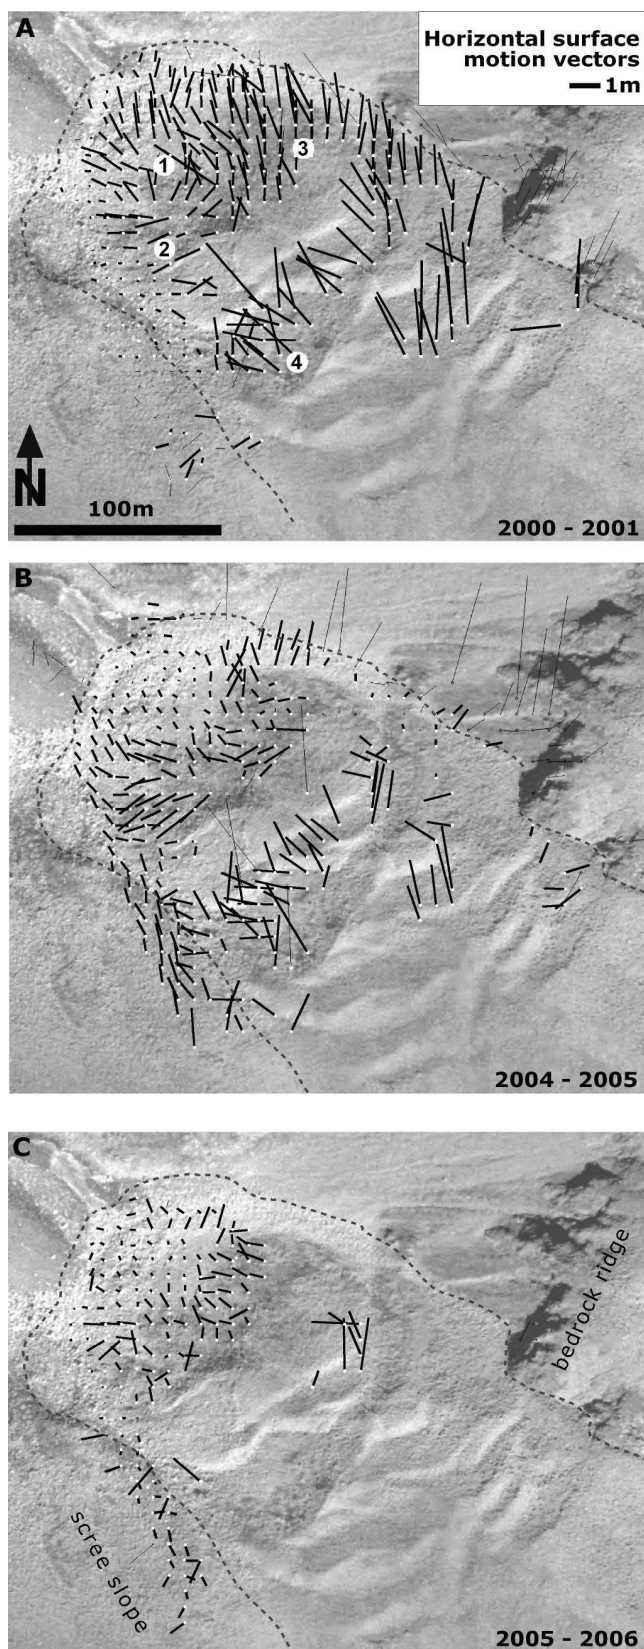 A
Horizontal surface
motion vectors
1m
1
3
2
4
N
100m
2000 - 2001
B
2004 - 2005
C
bedrock ridge
scree slope
2005 - 2006